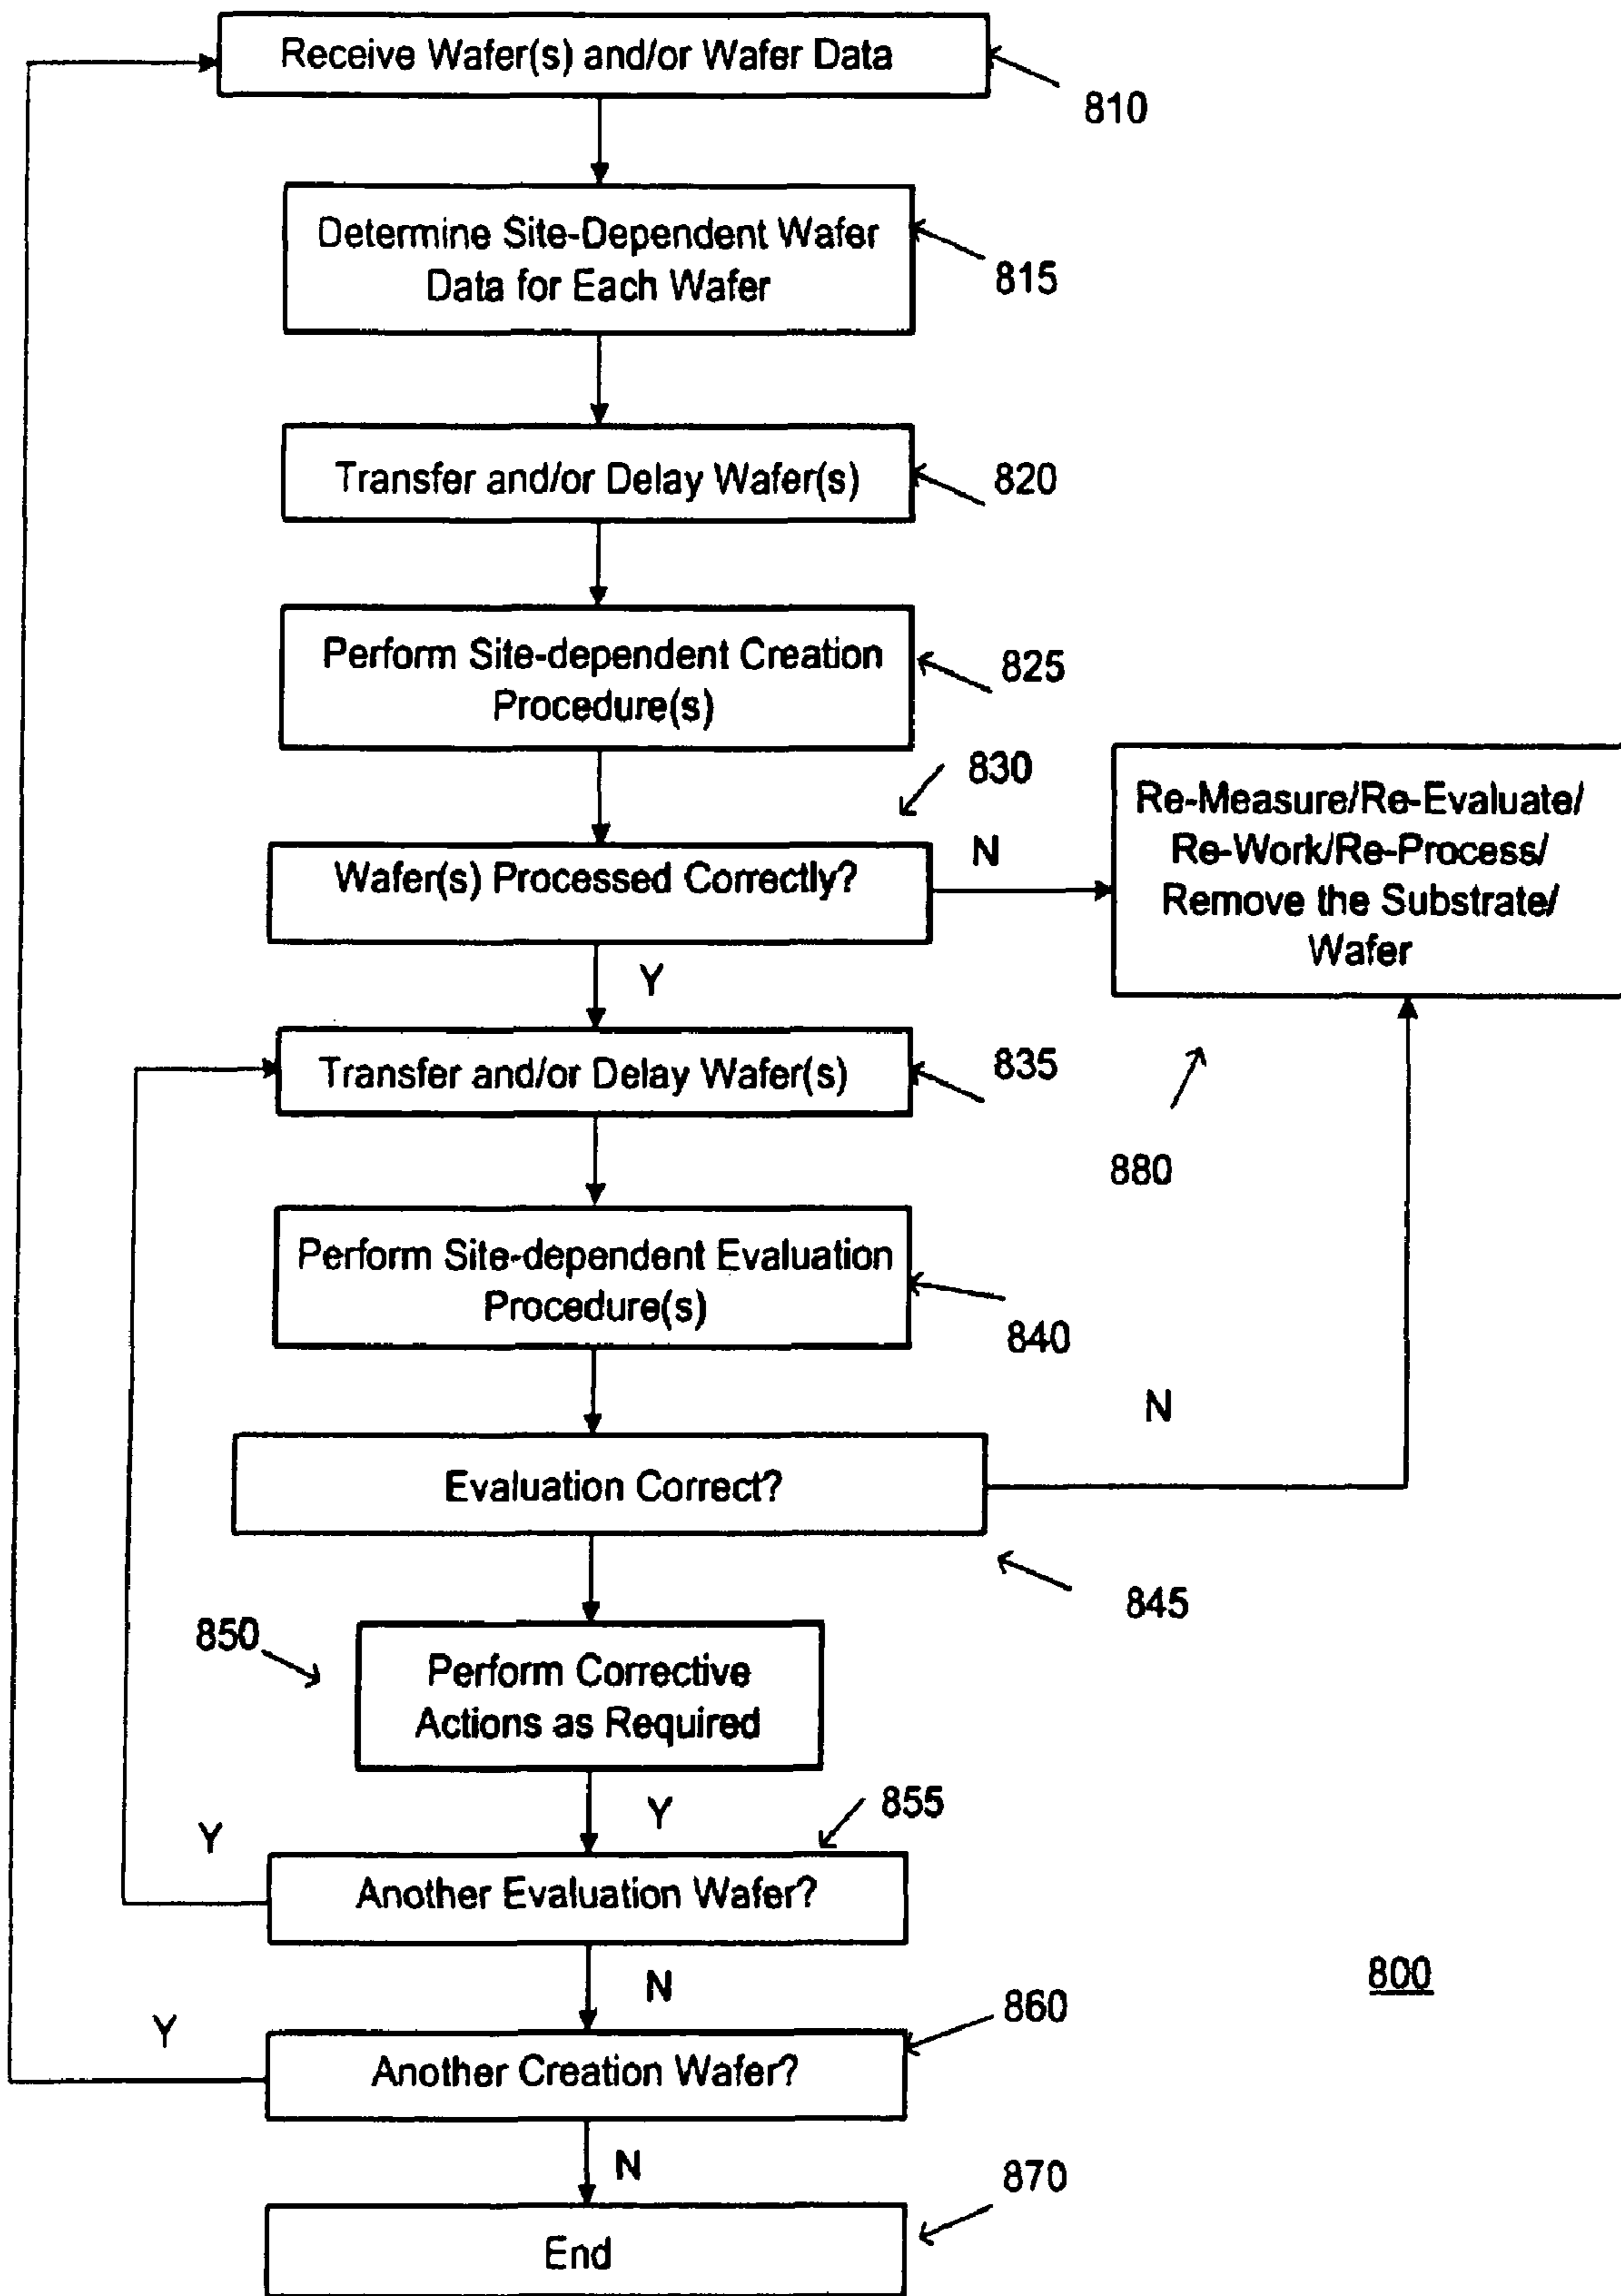 Receive Wafer(s) and/or Wafer Data
810
Determine Site-Dependent Wafer
Data for Each Wafer
815
Transfer and/or Delay Wafer(s)
820
Perform Site-dependent Creation
Procedure(s)
825
830
Wafer(s) Processed Correctly?
N
Re-Measure/Re-Evaluate/
Re-Work/Re-Process/
Remove the Substrate/
Wafer
Y
Transfer and/or Delay Wafer(s)
835
880
Perform Site-dependent Evaluation
Procedure(s)
840
N
Evaluation Correct?
845
850
Perform Corrective
Actions as Required
Y
855
Y
Another Evaluation Wafer?
N
800
860
Y
Another Creation Wafer?
N
870
End